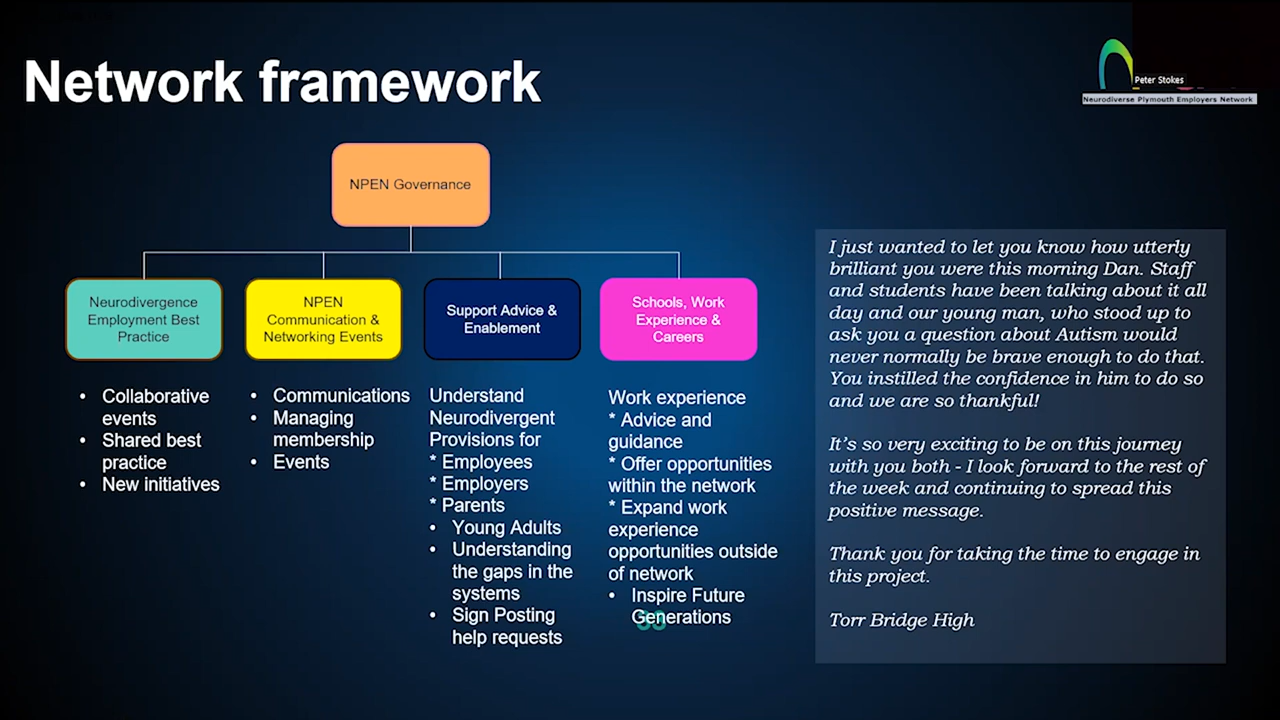 Network framework
Peter Stokes
Neurodiverse Plymouth Employers Network
NPEN Governance
Neurodivergence
Employment Best
Practice
NPEN
Communication &
Networking Events
Support Advice &
Enablement
Schools, Work
Experience &
Careers
• Collaborative
events
• Shared best
practice
• New initiatives
• Communications
• Managing
membership
• Events
Understand
Neurodivergent
Provisions for
* Employees
* Employers
* Parents
• Young Adults
• Understanding
the gaps in the
systems
• Sign Posting
help requests
Work experience
* Advice and
guidance
* Offer opportunities
within the network
* Expand work
experience
opportunities outside
of network
• Inspire Future
Generations
33
I just wanted to let you know how utterly
brilliant you were this morning Dan. Staff
and students have been talking about it all
day and our young man, who stood up to
ask you a question about Autism would
never normally be brave enough to do that.
You instilled the confidence in him to do so
and we are so thankful!
It's so very exciting to be on this journey
with you both - I look forward to the rest of
the week and continuing to spread this
positive message.
Thank you for taking the time to engage in
this project.
Torr Bridge High